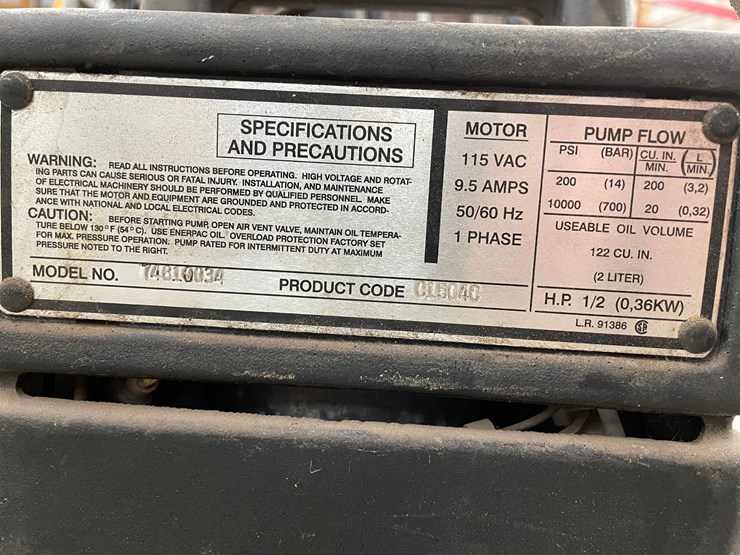 SPECIFICATIONS
AND PRECAUTIONS
WARNING: READ ALL INSTRUCTIONS BEFORE OPERATING. HIGH VOLTAGE AND ROTAT-
ING PARTS CAN CAUSE SERIOUS OR FATAL INJURY. INSTALLATION, AND MAINTENANCE
OF ELECTRICAL MACHINERY SHOULD BE PERFORMED BY QUALIFIED PERSONNEL. MAKE
SURE THAT THE MOTOR AND EQUIPMENT ARE GROUNDED AND PROTECTED IN ACCORD-
ANCE WITH NATIONAL AND LOCAL ELECTRICAL CODES.
CAUTION: BEFORE STARTING PUMP, OPEN AIR VENT VALVE, MAINTAIN OIL TEMPERA-
TURE BELOW 130°F (54°C). USE ENERPAC OIL. OVERLOAD PROTECTION FACTORY SET
FOR MAX. PRESSURE OPERATION: PUMP RATED FOR INTERMITTENT DUTY AT MAXIMUM
PRESSURE NOTED TO THE RIGHT.
MODEL NO.
PRODUCT CODE
MOTOR
115 VAC
9.5 AMPS
50/60 Hz
1 PHASE
PUMP FLOW
PSI (BAR) CU. IN. MIN. (L MIN.)
200 (14) 200 (3,2)
10000 (700) 20 (0,32)
USEABLE OIL VOLUME
122 CU. IN.
(2 LITER)
H.P. 1/2 (0,36KW)
L.R. 91386